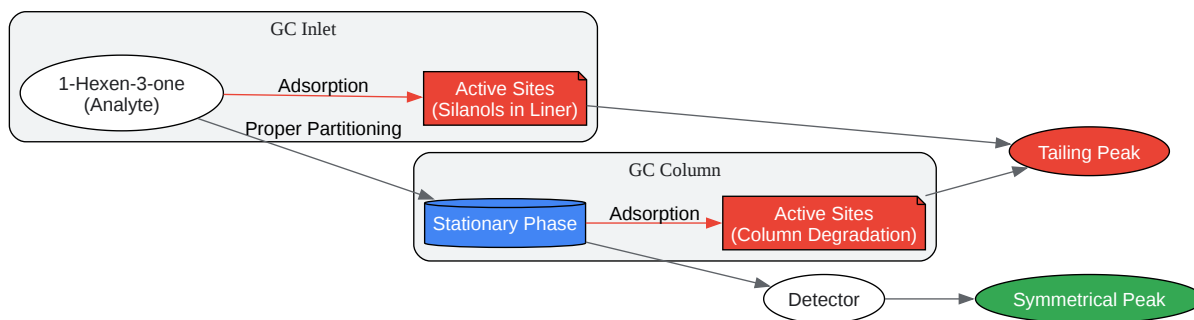 GC Inlet
1-Hexen-3-one
(Analyte)
Adsorption
Active Sites
(Silanols in Liner)
Proper Partitioning
Tailing Peak
GC Column
Stationary Phase
Adsorption
Active Sites
(Column Degradation)
Detector
Symmetrical Peak